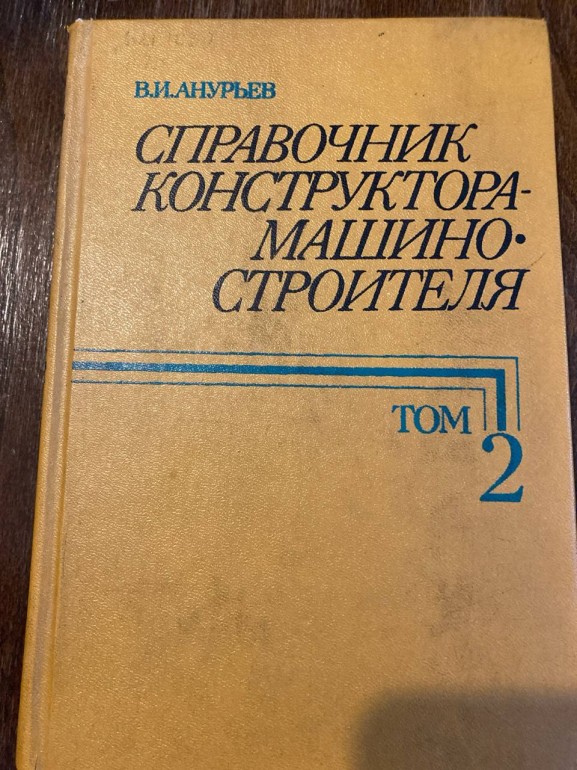 В.И.АНУРЬЕВ
СПРАВОЧНИК
КОНСТРУКТОРА-
МАШИНО•
СТРОИТЕЛЯ
ТОМ 2